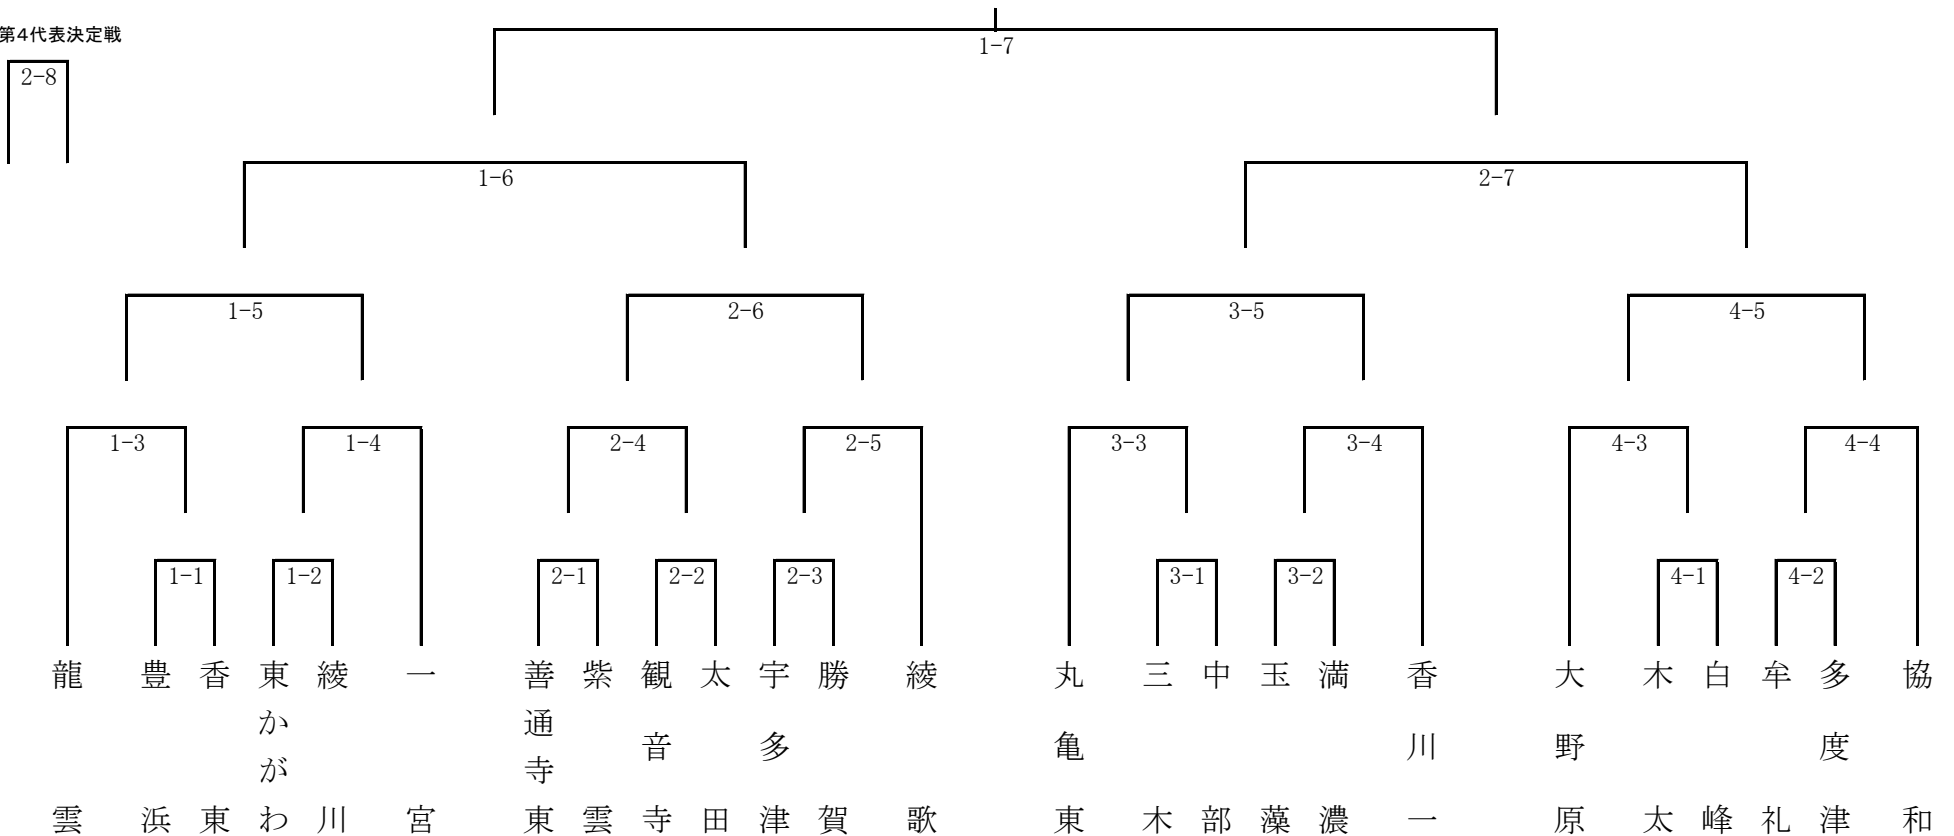 第4代表決定戦
2-8
1-7
1-6
2-7
1-5
2-6
3-5
4-5
1-3
1-4
2-4
2-5
3-3
3-4
4-3
4-4
1-1
1-2
2-1
2-2
2-3
3-1
3-2
4-1
4-2
龍雲
豊浜
香東
東かがわ
綾川
一宮
善通寺東
紫雲
観音寺
太田
宇多津
勝賀
綾歌
丸亀東
三木
中部
玉藻
満濃
香川一
大野原
木太
白峰
牟礼
多度津
協和